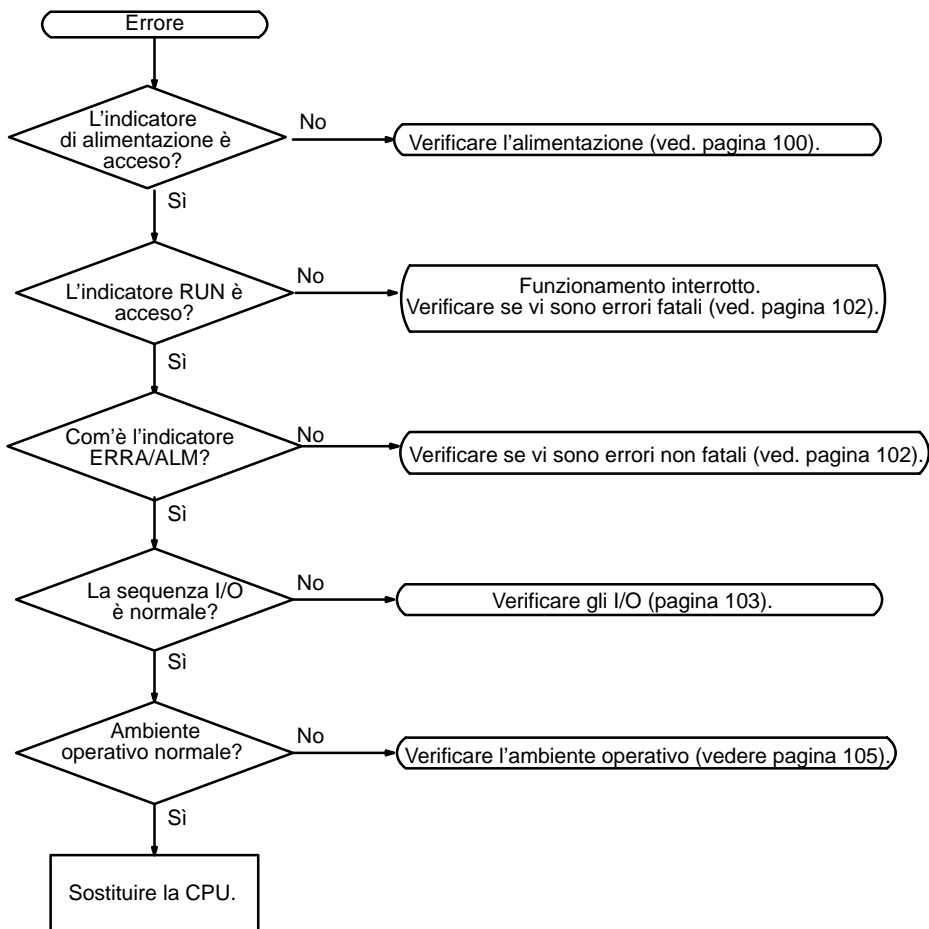 Errore
L'indicatore
di alimentazione è
acceso?
No
Verificare l'alimentazione (ved. pagina 100).
Sì
L'indicatore RUN è
acceso?
No
Funzionamento interrotto.
Verificare se vi sono errori fatali (ved. pagina 102).
Sì
Com'è l'indicatore
ERRA/ALM?
No
Verificare se vi sono errori non fatali (ved. pagina 102).
Sì
La sequenza I/O
è normale?
No
Verificare gli I/O (pagina 103).
Sì
Ambiente
operativo normale?
No
Verificare l'ambiente operativo (vedere pagina 105).
Sì
Sostituire la CPU.